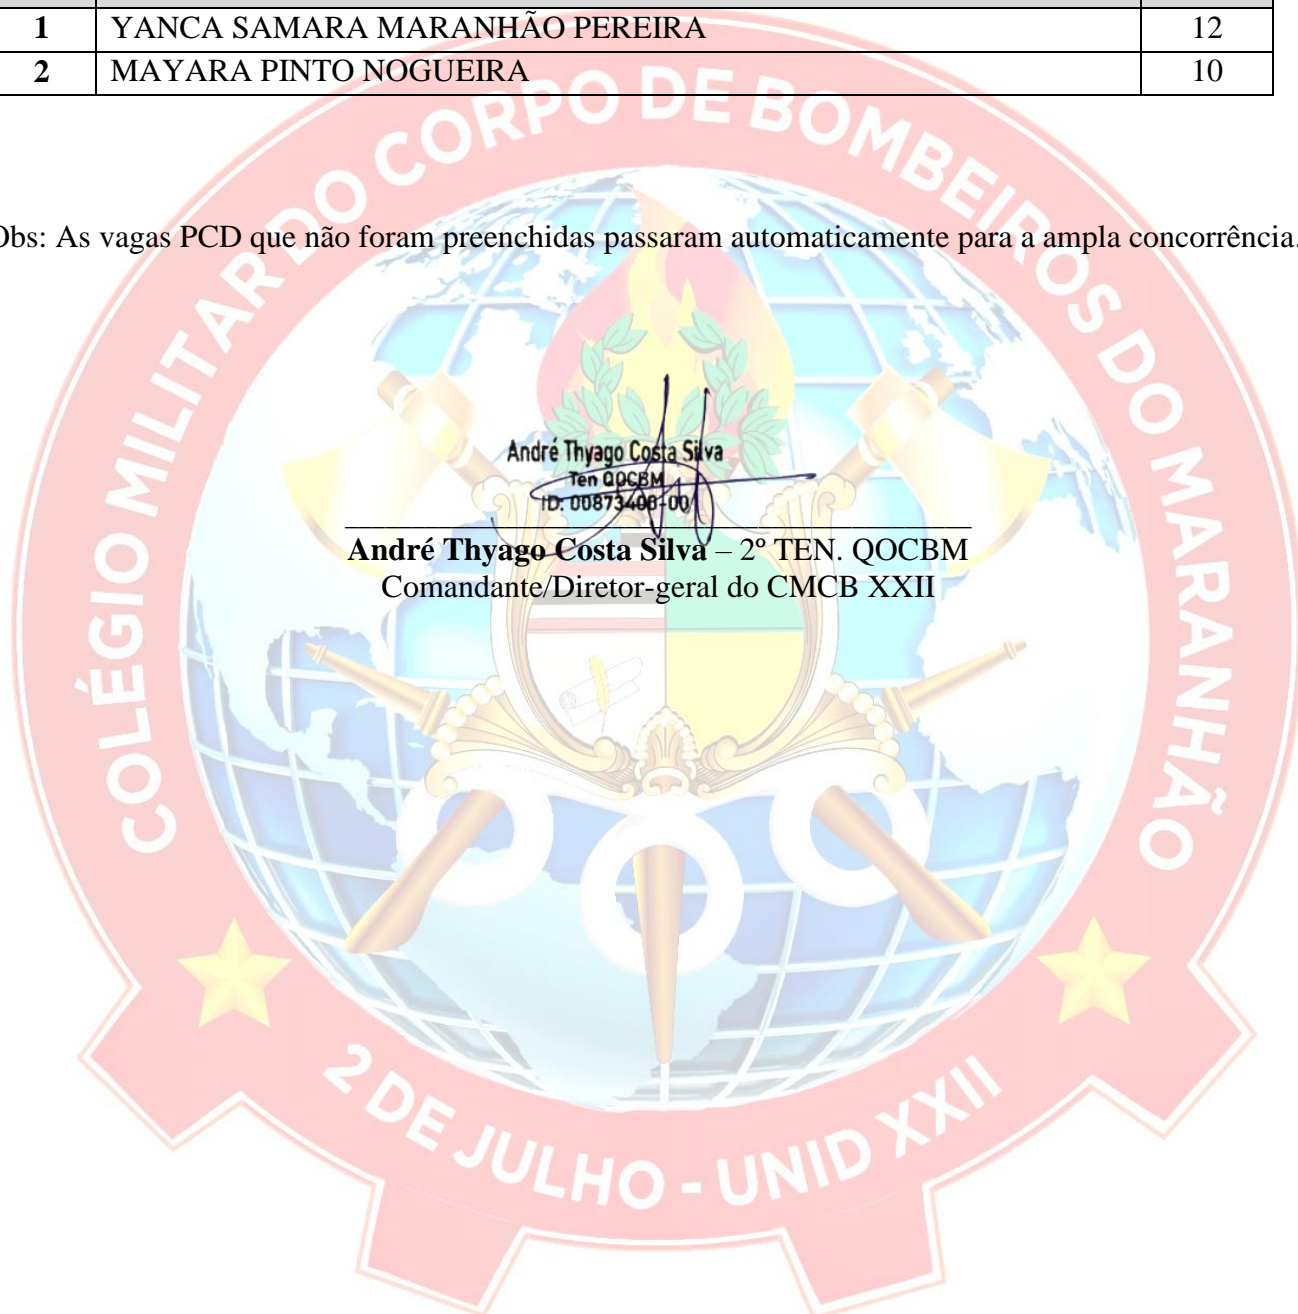 1 YANCA SAMARA MARANHÃO PEREIRA 12
2 MAYARA PINTO NOGUEIRA 10
Obs: As vagas PCD que não foram preenchidas passaram automaticamente para a ampla concorrência.
André Thyago Costa Silva
Ten QOCBM
ID: 00873400-00
André Thyago Costa Silva – 2º TEN. QOCBM
Comandante/Diretor-geral do CMCB XXII
COLÉGIO MILITAR DO CORPO DE BOMBEIROS DO MARANHÃO
2 DE JULHO - UNID XXII